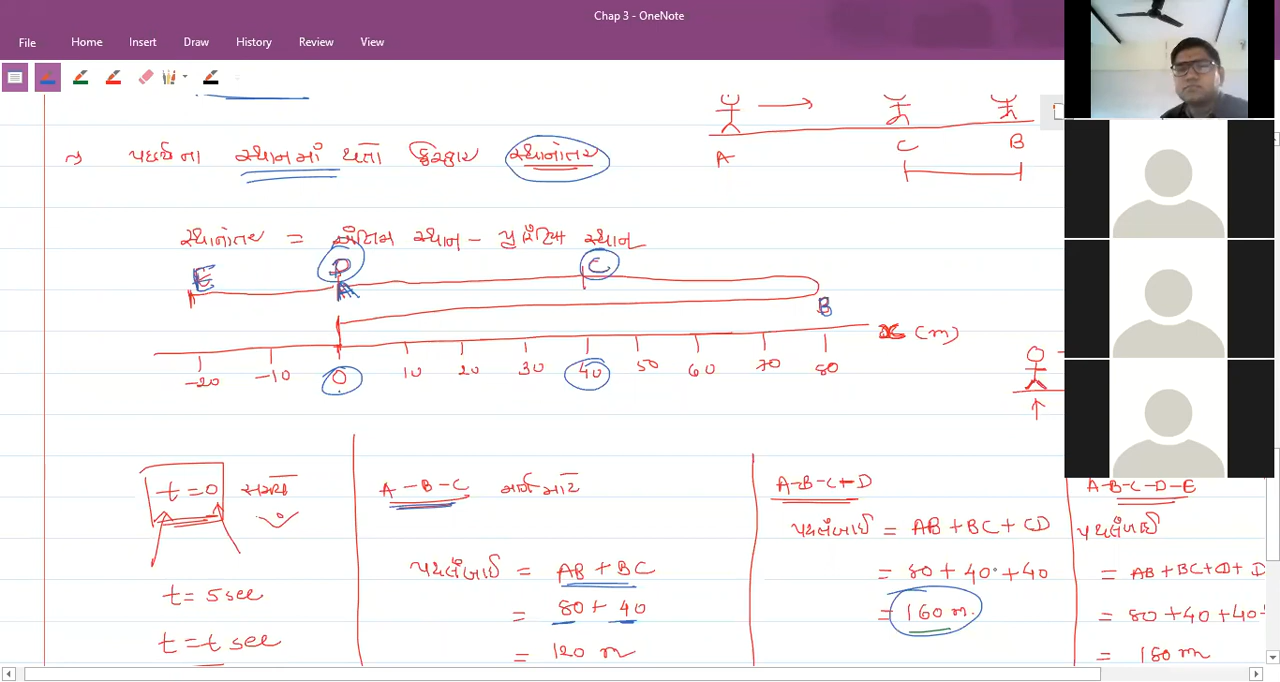 Chap 3 - OneNote
File Home Insert Draw History Review View
→ પદાર્થના સ્થાનમાં થતા ફેરફાર સ્થાનાંતર
A C B
સ્થાનાંતર = અંતિમ સ્થાન - પ્રારંભિક સ્થાન
E D C
A B
x (m)
-20 -10 0 10 20 30 40 50 60 70 80
t = 0 સમય
t = 5 sec
t = t sec
A - B - C માર્ગ માટે
પથલંબાઈ = AB + BC
= 80 + 40
= 120 m
A-B-C-D
પથલંબાઈ = AB + BC + CD
= 80 + 40 + 40
= 160 m.
A-B-C-D-E
પથલંબાઈ
= AB + BC + CD + D
= 80 + 40 + 40 +
= 180 m